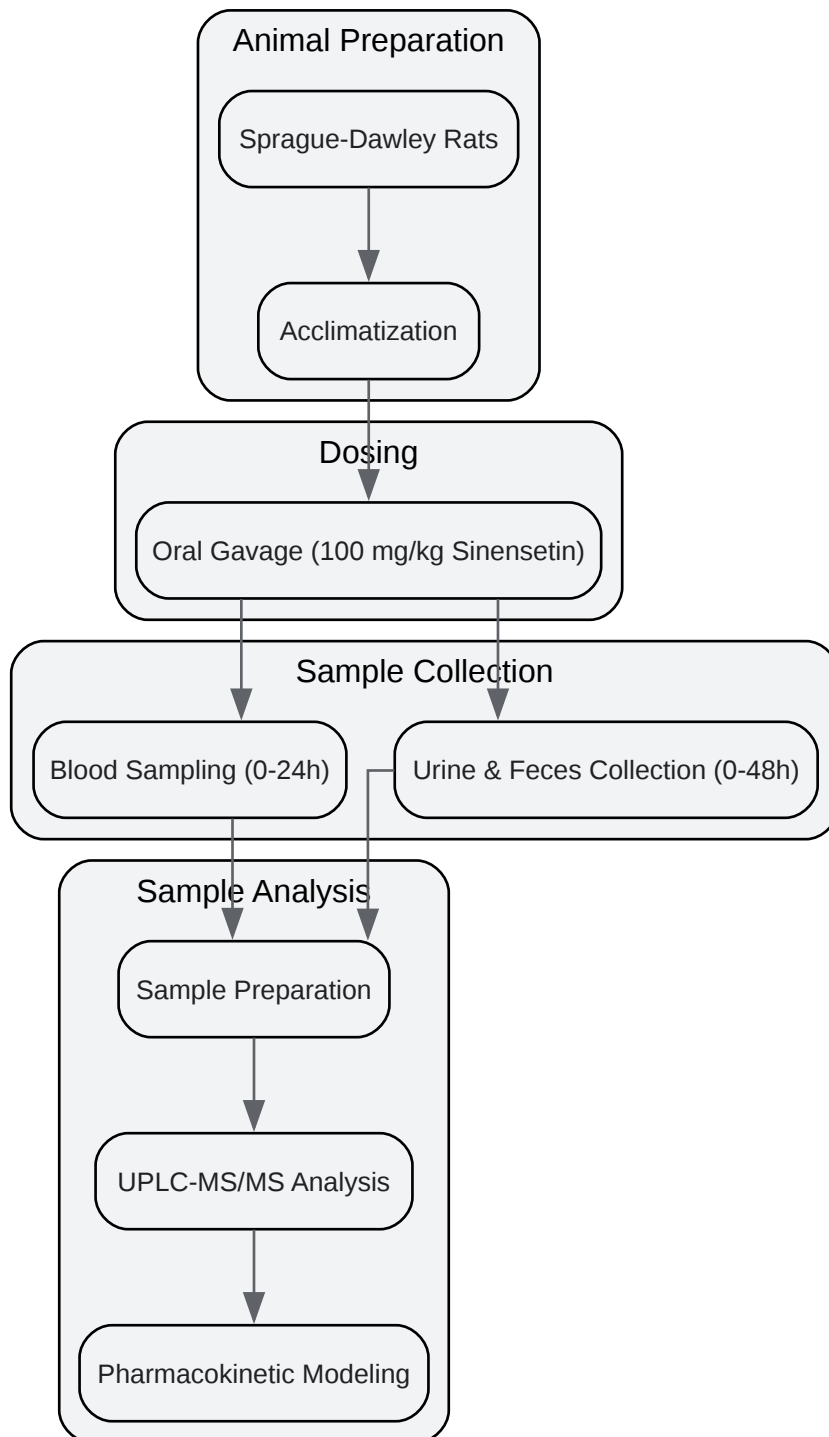 Animal Preparation
Sprague-Dawley Rats
Acclimatization
Dosing
Oral Gavage (100 mg/kg Sinensetin)
Sample Collection
Blood Sampling (0-24h)
Urine & Feces Collection (0-48h)
Sample Analysis
Sample Preparation
UPLC-MS/MS Analysis
Pharmacokinetic Modeling